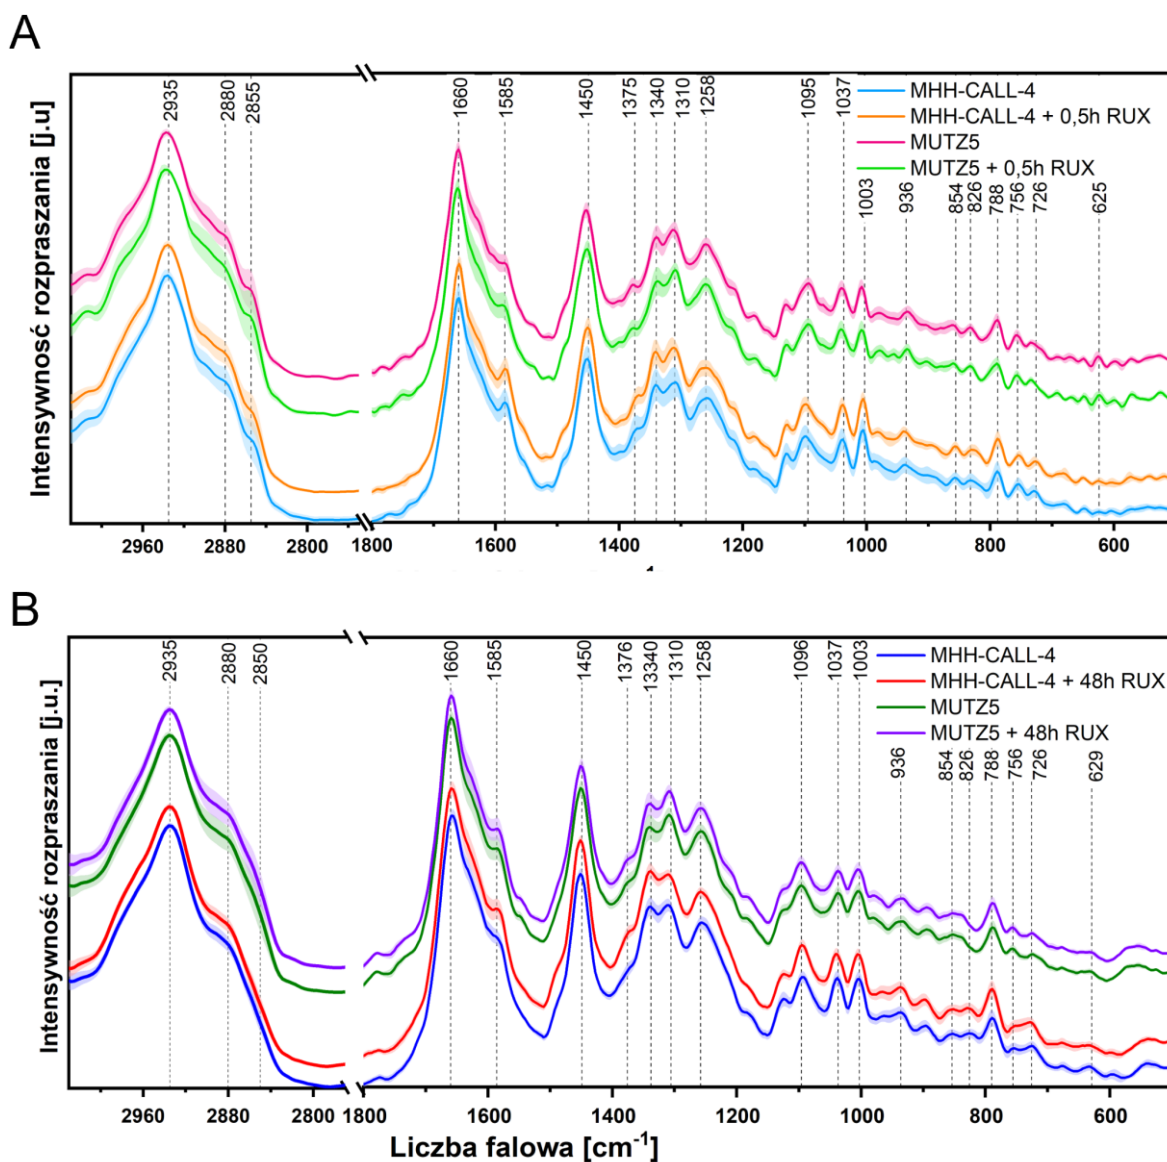 A
Intensywność rozpraszania [j.u]
2935
2880
2855
1660
1585
1450
1375
1340
1310
1258
1095
1037
1003
936
854
826
788
756
726
625
MHH-CALL-4
MHH-CALL-4 + 0,5h RUX
MUTZ5
MUTZ5 + 0,5h RUX
2960 2880 2800 1800 1600 1400 1200 1000 800 600
B
Intensywność rozpraszania [j.u.]
2935
2880
2850
1660
1585
1450
1376
13340
1310
1258
1096
1037
1003
936
854
826
788
756
726
629
MHH-CALL-4
MHH-CALL-4 + 48h RUX
MUTZ5
MUTZ5 + 48h RUX
2960 2880 2800 1800 1600 1400 1200 1000 800 600
Liczba falowa [cm⁻¹]